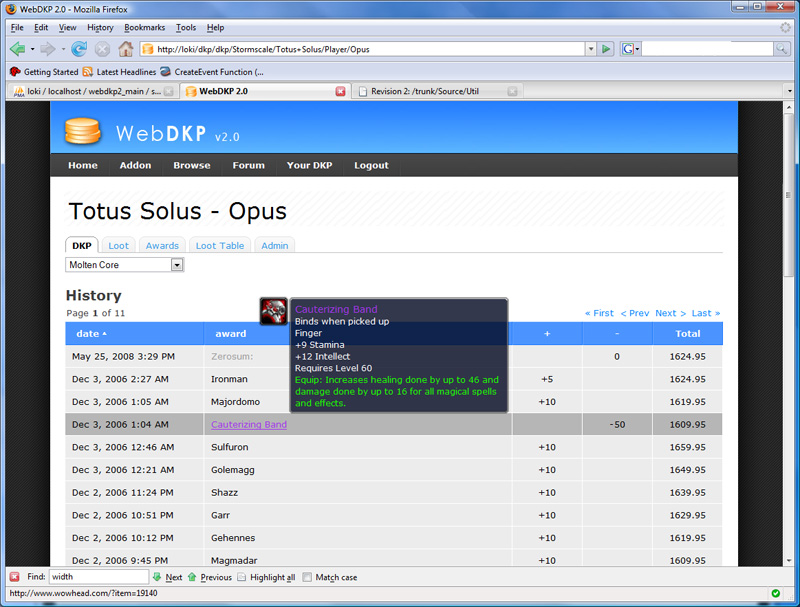 WebDKP 2.0 - Mozilla Firefox
File Edit View History Bookmarks Tools Help
http://loki/dkp/dkp/Stormscale/Totus+Solus/Player/Opus
G
Getting Started Latest Headlines CreateEvent Function (...
PMA loki / localhost / webdkp2_main / s... WebDKP 2.0 Revision 2: /trunk/Source/Util
WebDKP v2.0
Home Addon Browse Forum Your DKP Logout
Totus Solus - Opus
DKP Loot Awards Loot Table Admin
Molten Core
History
Page 1 of 11 « First < Prev Next > Last »
date award + - Total
Cauterizing Band
Binds when picked up
Finger
+9 Stamina
+12 Intellect
Requires Level 60
Equip: Increases healing done by up to 46 and
damage done by up to 16 for all magical spells
and effects.
May 25, 2008 3:29 PM Zerosum: 0 1624.95
Dec 3, 2006 2:27 AM Ironman +5 1624.95
Dec 3, 2006 1:05 AM Majordomo +10 1619.95
Dec 3, 2006 1:04 AM Cauterizing Band -50 1609.95
Dec 3, 2006 12:46 AM Sulfuron +10 1659.95
Dec 3, 2006 12:21 AM Golemagg +10 1649.95
Dec 2, 2006 11:24 PM Shazz +10 1639.95
Dec 2, 2006 10:51 PM Garr +10 1629.95
Dec 2, 2006 10:12 PM Gehennes +10 1619.95
Dec 2, 2006 9:45 PM Magmadar +10 1609.95
Find: width Next Previous Highlight all Match case
http://www.wowhead.com/?item=19140